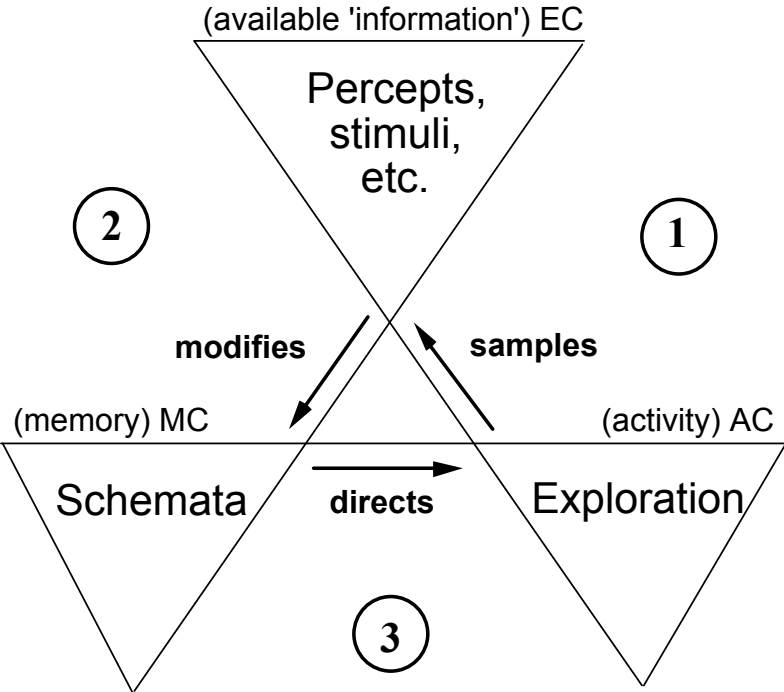 (available 'information') EC
Percepts,
stimuli,
etc.
2
1
modifies
samples
(memory) MC
(activity) AC
Schemata
directs
Exploration
3